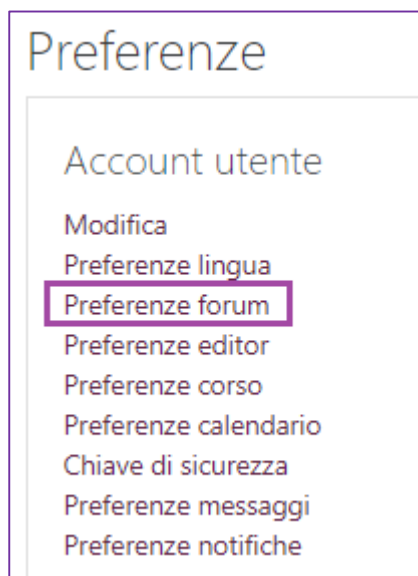 Preferenze
Account utente
Modifica
Preferenze lingua
Preferenze forum
Preferenze editor
Preferenze corso
Preferenze calendario
Chiave di sicurezza
Preferenze messaggi
Preferenze notifiche